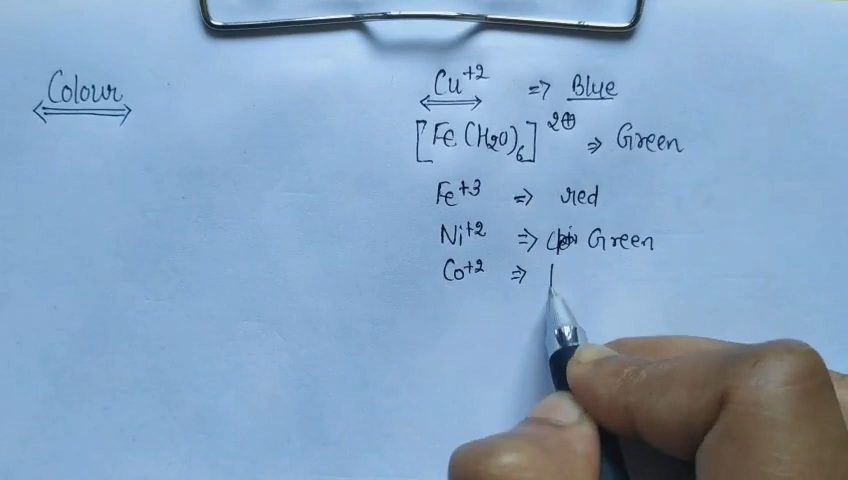 Colour
Cu+2 => Blue
[Fe(H2O)6]2⊕ => Green
Fe+3 => red
Ni+2 => Green
Co+2 =>